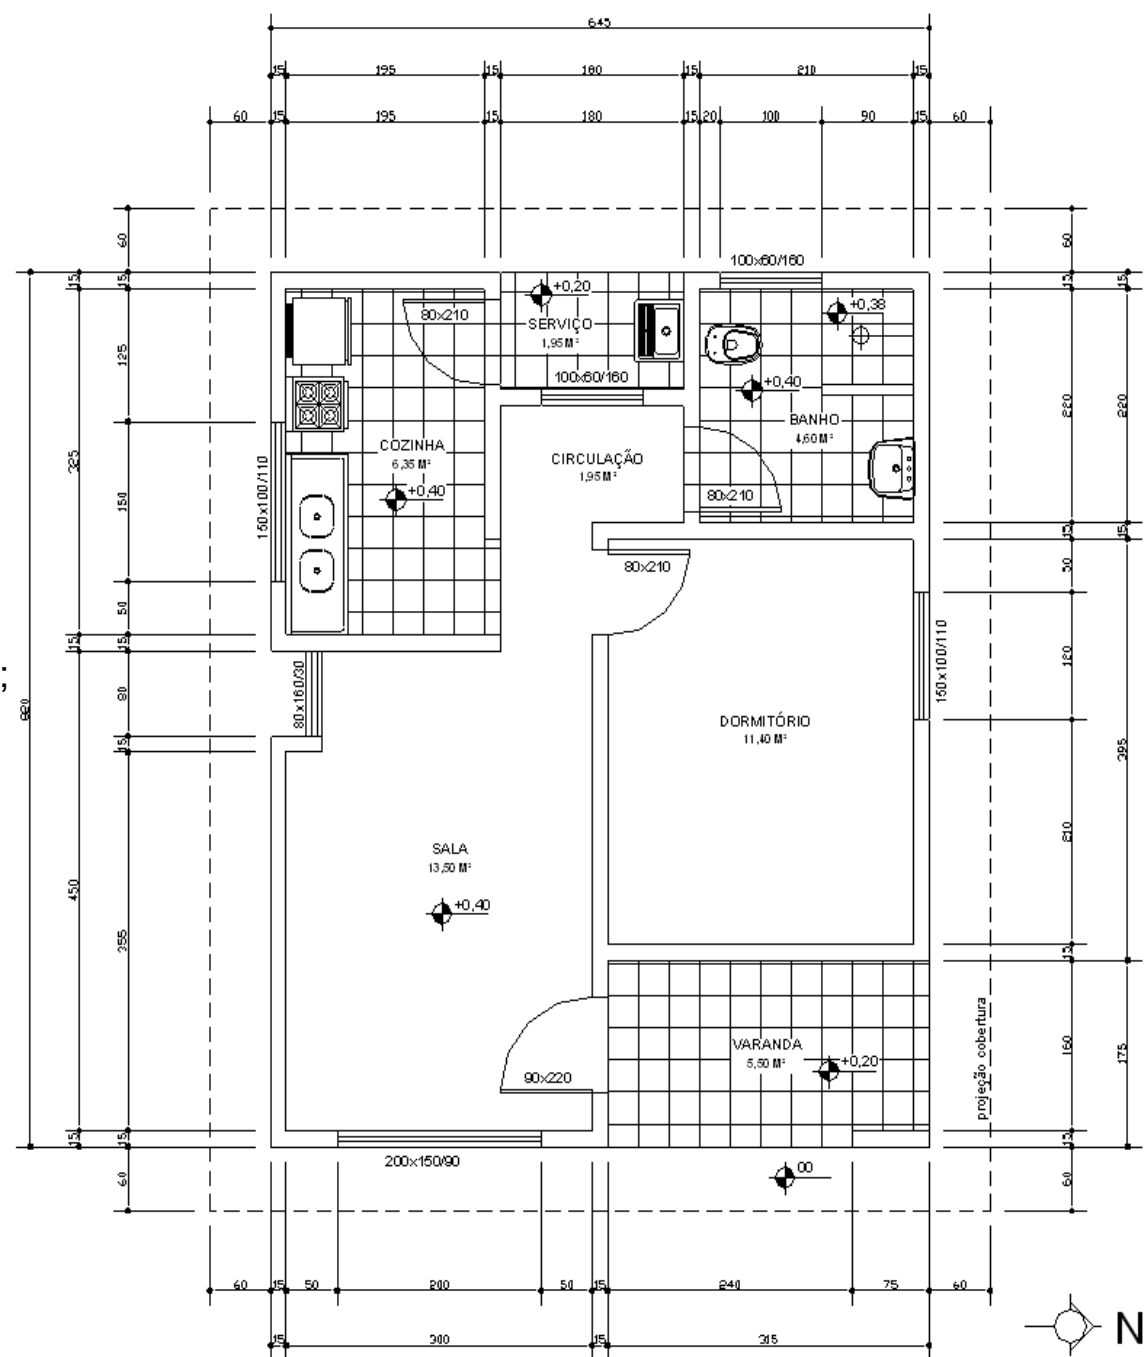 645
15 195 15 180 15 210 15
60 15 195 15 180 15 20 100 90 15 60
60
60
100x60/160
15
15
15
15
+0,20
+0,38
80x210
SERVIÇO
1,95 M²
125
100x60/160
+0,40
220
220
BANHO
4,60 M²
COZINHA
6,35 M²
CIRCULAÇÃO
1,95 M²
325
+0,40
80x210
150
150x100/110
15
15
50
80x210
50
15
15
120
150x100/110
80x160/30
80
;
820
DORMITÓRIO
11,40 M²
15
395
SALA
13,50 M²
210
450
+0,40
355
15
projeção cobertura
VARANDA
5,50 M²
+0,20
160
175
90x220
15
15
15
200x150/90
00
60
60
60 15 50 200 50 15 240 75 60
15 300 15 315
N